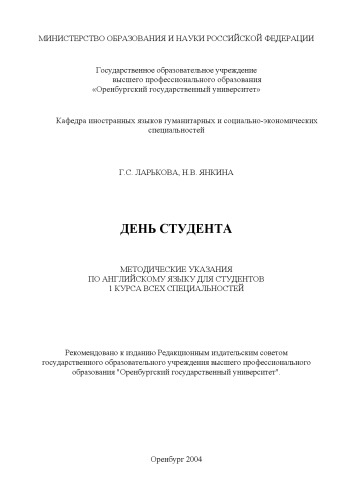 МИНИСТЕРСТВО ОБРАЗОВАНИЯ И НАУКИ РОССИЙСКОЙ ФЕДЕРАЦИИ
Государственное образовательное учреждение
высшего профессионального образования
«Оренбургский государственный университет»
Кафедра иностранных языков гуманитарных и социально-экономических
специальностей
Г.С. ЛАРЬКОВА, Н.В. ЯНКИНА
ДЕНЬ СТУДЕНТА
МЕТОДИЧЕСКИЕ УКАЗАНИЯ
ПО АНГЛИЙСКОМУ ЯЗЫКУ ДЛЯ СТУДЕНТОВ
1 КУРСА ВСЕХ СПЕЦИАЛЬНОСТЕЙ
Рекомендовано к изданию Редакционным издательским советом
государственного образовательного учреждения высшего профессионального
образования "Оренбургский государственный университет".
Оренбург 2004